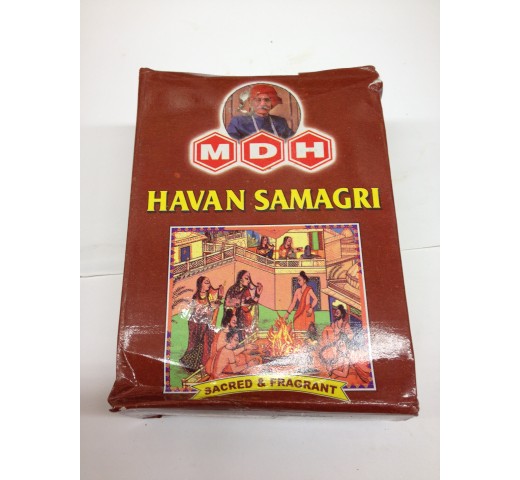 MDH
HAVAN SAMAGRI
SACRED & FRAGRANT